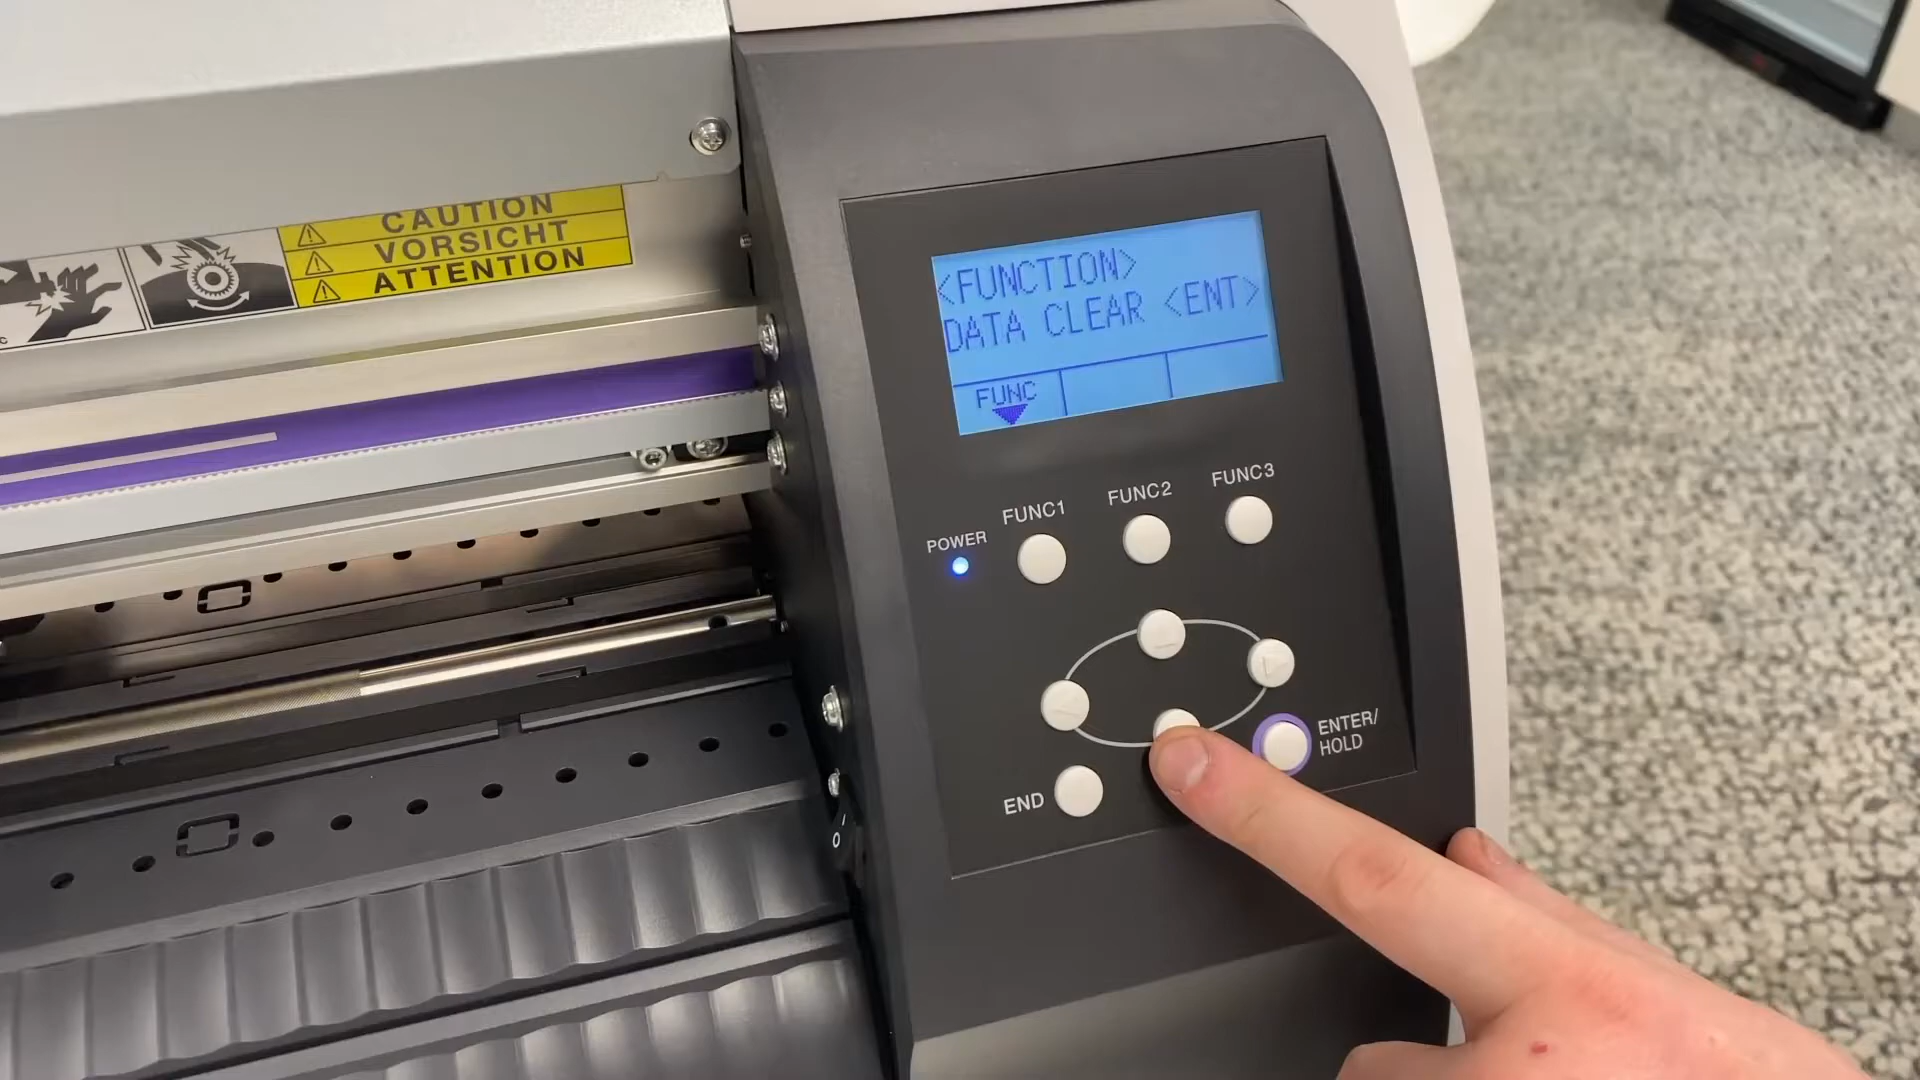 CAUTION
VORSICHT
ATTENTION
<FUNCTION>
DATA CLEAR <ENT>
FUNC
FUNC1
FUNC2
FUNC3
POWER
ENTER/
HOLD
END